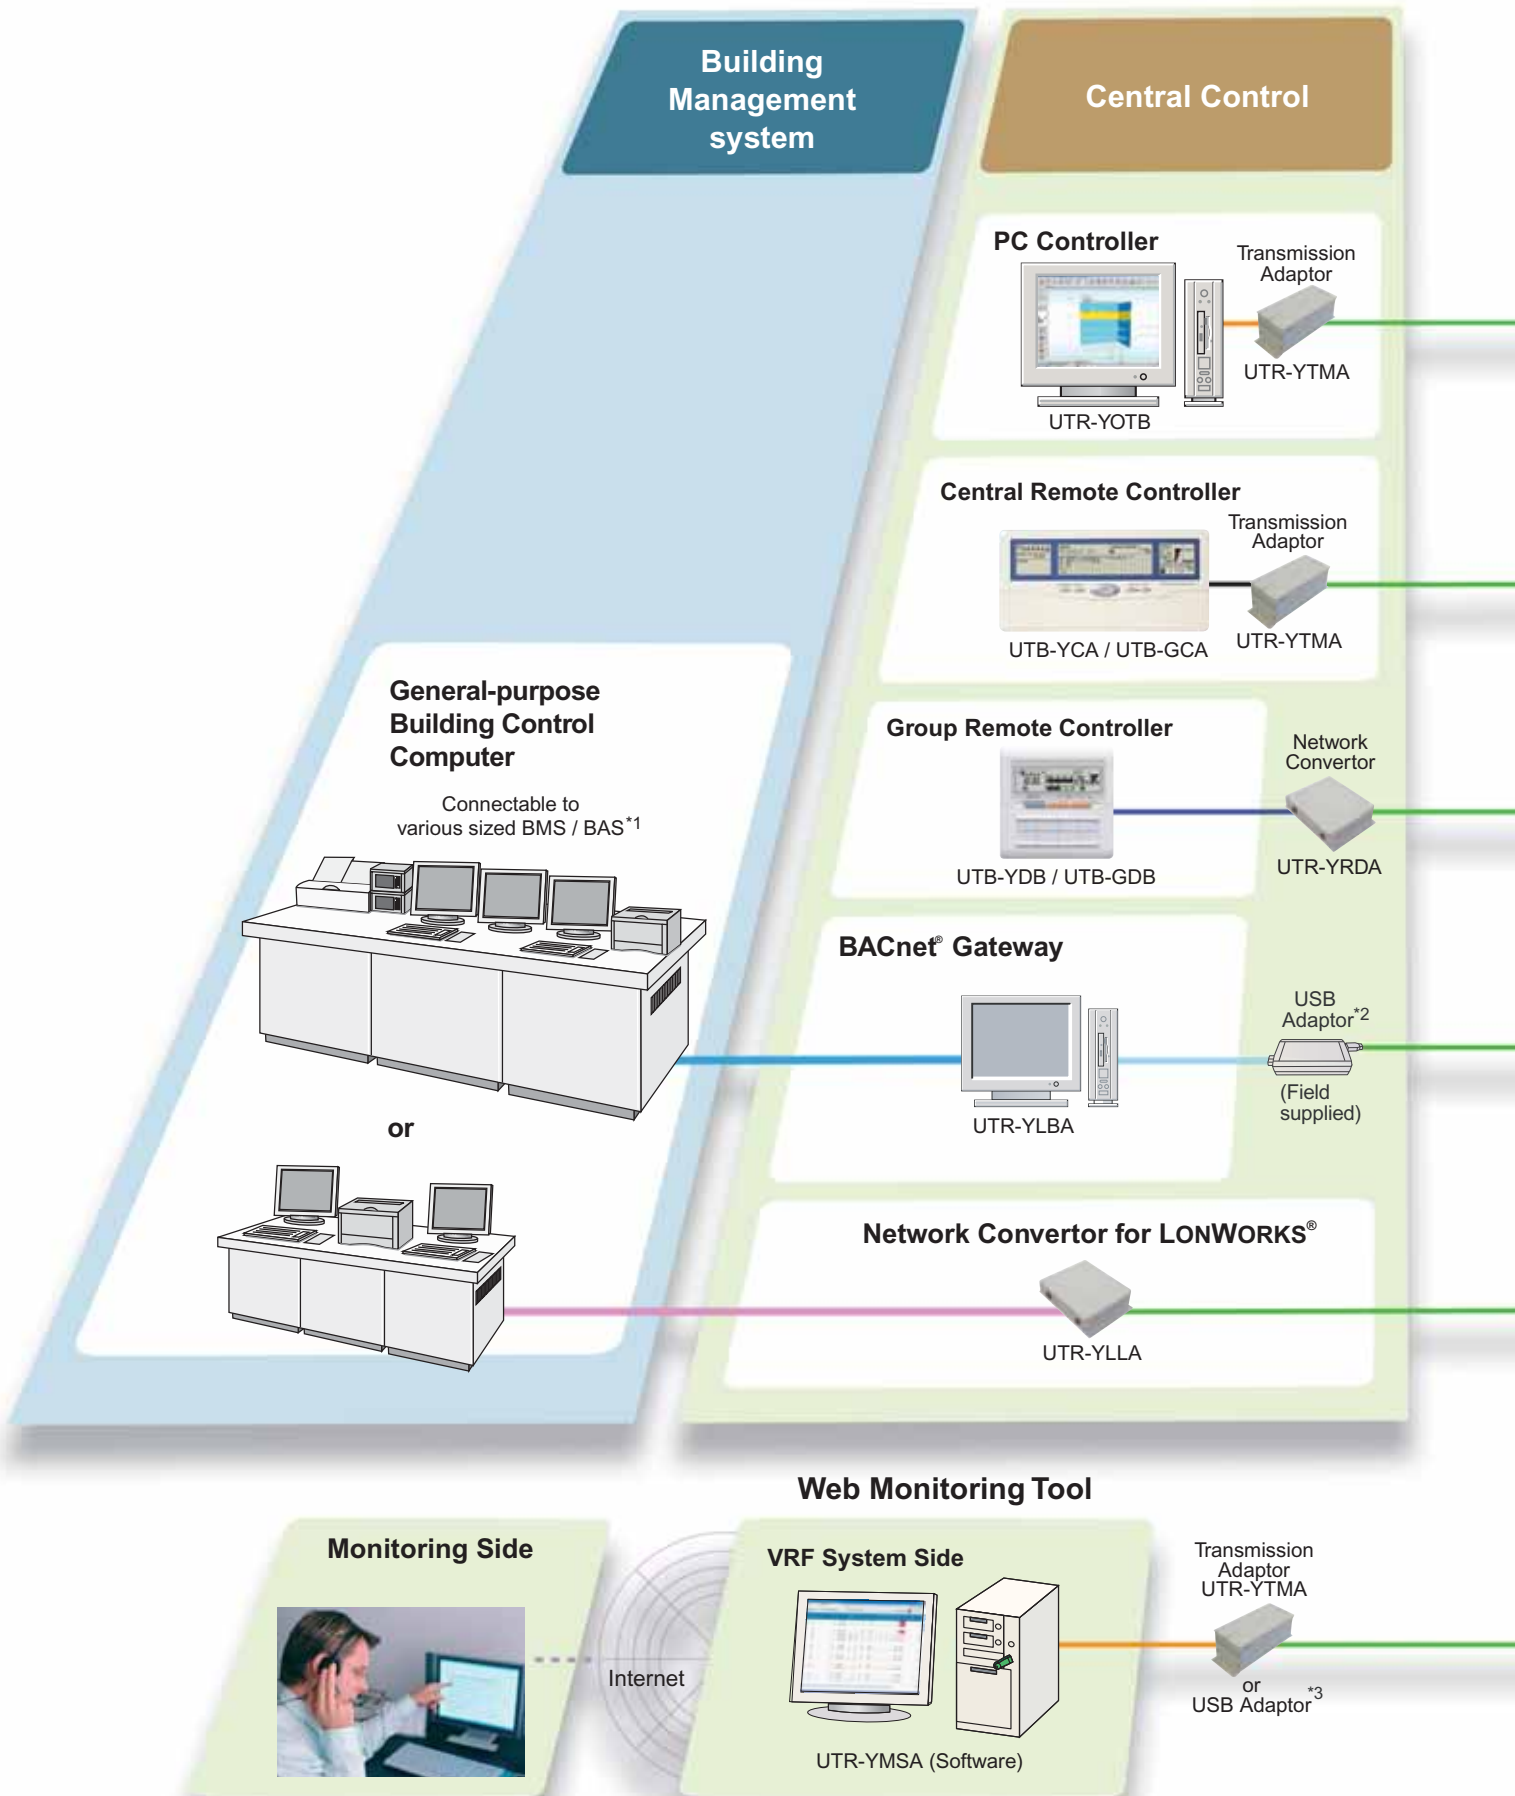 Building
Management
system
Central Control
PC Controller
Transmission
Adaptor
UTR-YTMA
UTR-YOTB
Central Remote Controller
Transmission
Adaptor
UTB-YCA / UTB-GCA
UTR-YTMA
General-purpose
Building Control
Computer
Connectable to
various sized BMS / BAS*1
or
Group Remote Controller
Network
Convertor
UTB-YDB / UTB-GDB
UTR-YRDA
BACnet® Gateway
USB
Adaptor*2
(Field
supplied)
UTR-YLBA
Network Convertor for LONWORKS®
UTR-YLLA
Web Monitoring Tool
Monitoring Side
Internet
VRF System Side
UTR-YMSA (Software)
Transmission
Adaptor
UTR-YTMA
or
USB Adaptor*3